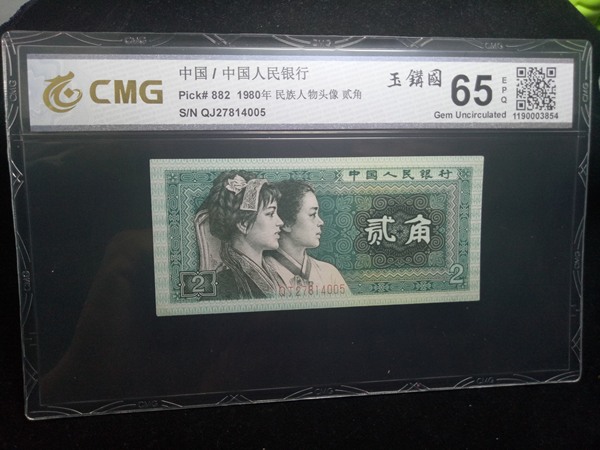 CMG
中国 / 中国人民银行
Pick# 882 1980年 民族人物头像 贰角
S/N QJ27814005
玉鑽國
65
EPQ
Gem Uncirculated
1190003854
中国人民银行
贰角
2
2
QJ27814005